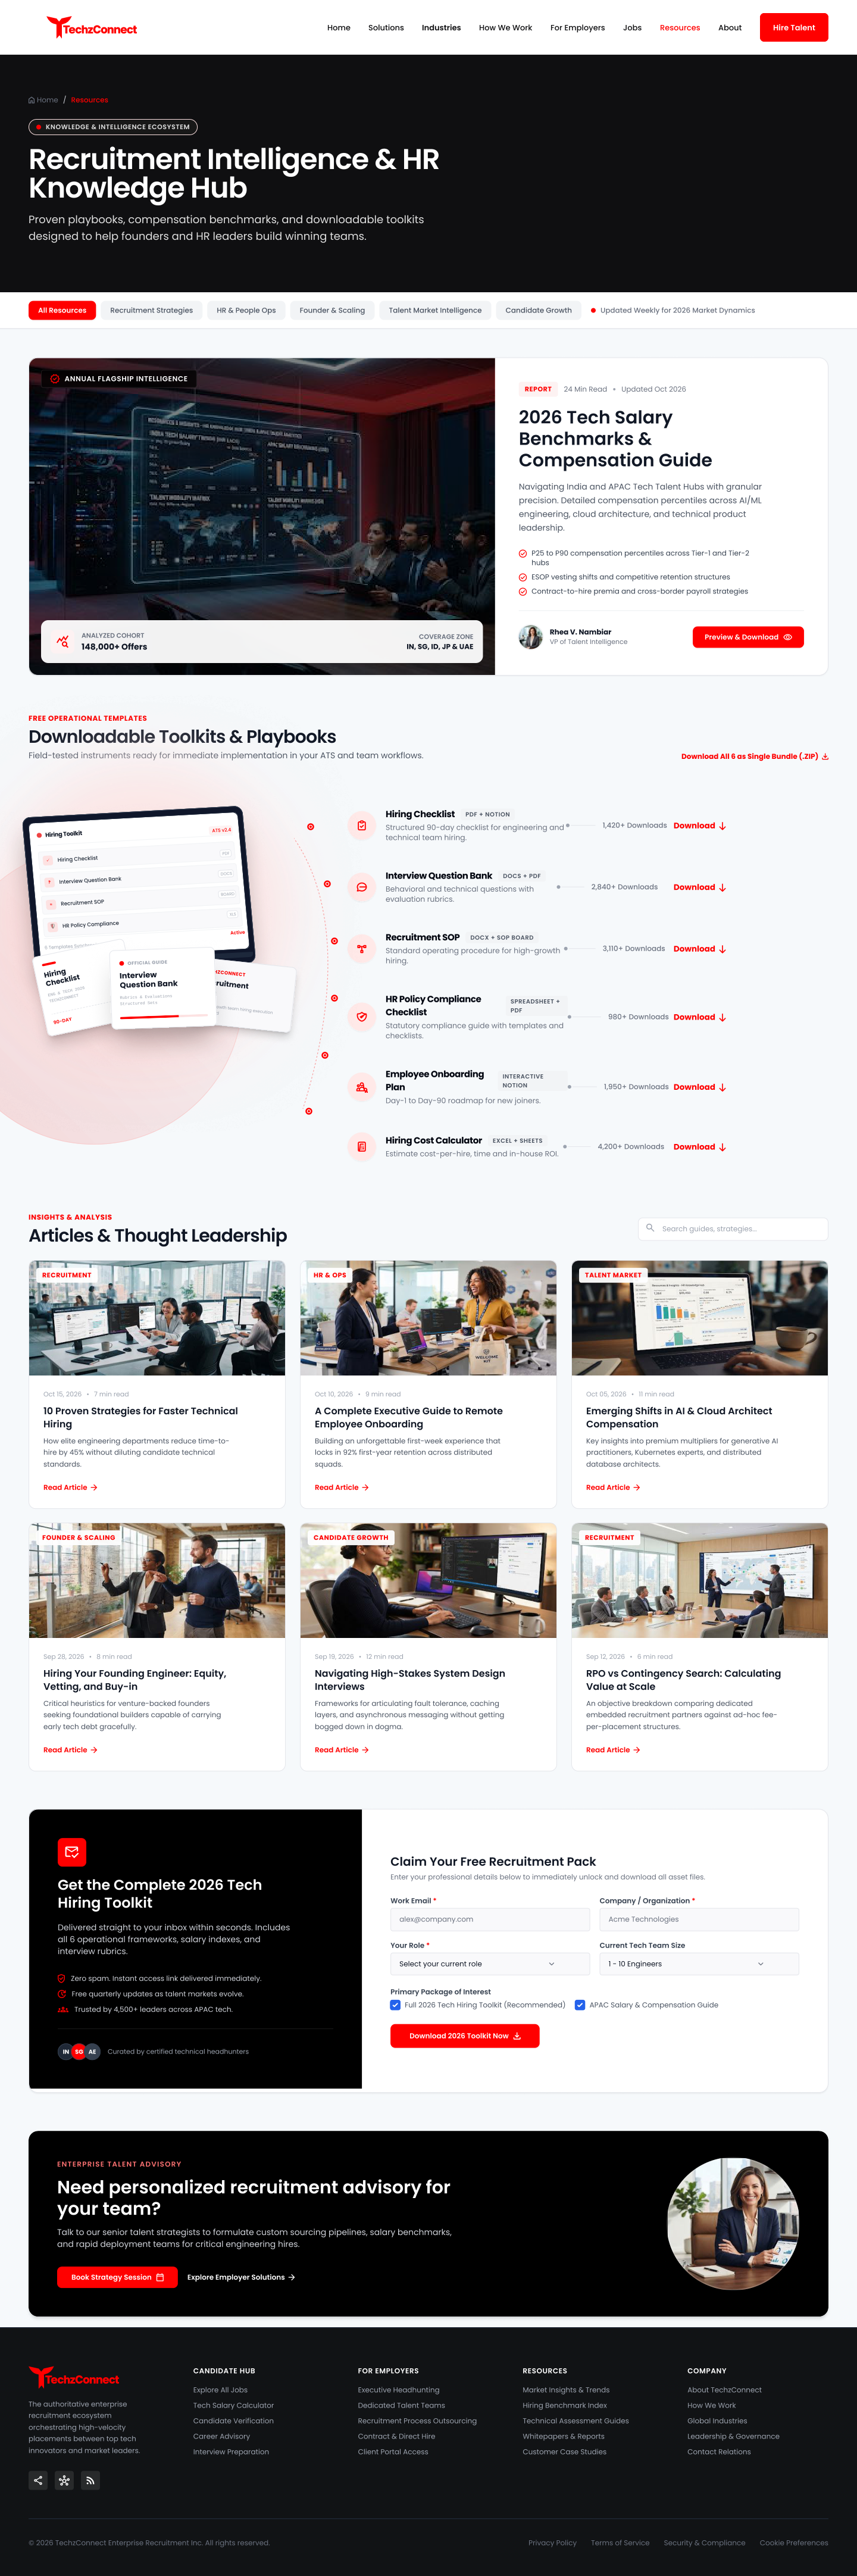 TechzConnect
Home
Solutions
Industries
How We Work
For Employers
Jobs
Resources
About
Hire Talent
Home / Resources
KNOWLEDGE & INTELLIGENCE ECOSYSTEM
Recruitment Intelligence & HR
Knowledge Hub
Proven playbooks, compensation benchmarks, and downloadable toolkits
designed to help founders and HR leaders build winning teams.
All Resources
Recruitment Strategies
HR & People Ops
Founder & Scaling
Talent Market Intelligence
Candidate Growth
Updated Weekly for 2026 Market Dynamics
ANNUAL FLAGSHIP INTELLIGENCE
TALENT MOBILITY MATRIX
ANALYZED COHORT
148,000+ Offers
COVERAGE ZONE
IN, SG, ID, JP & UAE
REPORT
24 Min Read • Updated Oct 2026
2026 Tech Salary
Benchmarks &
Compensation Guide
Navigating India and APAC Tech Talent Hubs with granular
precision. Detailed compensation percentiles across AI/ML
engineering, cloud architecture, and technical product
leadership.
P25 to P90 compensation percentiles across Tier-1 and Tier-2
hubs
ESOP vesting shifts and competitive retention structures
Contract-to-hire premia and cross-border payroll strategies
Rhea V. Nambiar
VP of Talent Intelligence
Preview & Download
FREE OPERATIONAL TEMPLATES
Downloadable Toolkits & Playbooks
Field-tested instruments ready for immediate implementation in your ATS and team workflows.
Download All 6 as Single Bundle (.ZIP)
Hiring Toolkit
ATS v2.4
Hiring Checklist
PDF
Interview Question Bank
DOCS
Recruitment SOP
BOARD
HR Policy Compliance
XLS
Active
Hiring
Checklist
90-DAY
OFFICIAL GUIDE
Interview
Question Bank
Rubrics & Evaluations
Structured Sets
Hiring Checklist
PDF + NOTION
Structured 90-day checklist for engineering and
technical team hiring.
1,420+ Downloads
Download
Interview Question Bank
DOCS + PDF
Behavioral and technical questions with
evaluation rubrics.
2,840+ Downloads
Download
Recruitment SOP
DOCX + SOP BOARD
Standard operating procedure for high-growth
hiring.
3,110+ Downloads
Download
HR Policy Compliance
Checklist
SPREADSHEET +
PDF
Statutory compliance guide with templates and
checklists.
980+ Downloads
Download
Employee Onboarding
Plan
INTERACTIVE
NOTION
Day-1 to Day-90 roadmap for new joiners.
1,950+ Downloads
Download
Hiring Cost Calculator
EXCEL + SHEETS
Estimate cost-per-hire, time and in-house ROI.
4,200+ Downloads
Download
INSIGHTS & ANALYSIS
Articles & Thought Leadership
Search guides, strategies...
RECRUITMENT
Oct 15, 2026 • 7 min read
10 Proven Strategies for Faster Technical
Hiring
How elite engineering departments reduce time-to-
hire by 45% without diluting candidate technical
standards.
Read Article
HR & OPS
WELCOME
KIT
Oct 10, 2026 • 9 min read
A Complete Executive Guide to Remote
Employee Onboarding
Building an unforgettable first-week experience that
locks in 92% first-year retention across distributed
squads.
Read Article
TALENT MARKET
Oct 05, 2026 • 11 min read
Emerging Shifts in AI & Cloud Architect
Compensation
Key insights into premium multipliers for generative AI
practitioners, Kubernetes experts, and distributed
database architects.
Read Article
FOUNDER & SCALING
Sep 28, 2026 • 8 min read
Hiring Your Founding Engineer: Equity,
Vetting, and Buy-in
Critical heuristics for venture-backed founders
seeking foundational builders capable of carrying
early tech debt gracefully.
Read Article
CANDIDATE GROWTH
Sep 19, 2026 • 12 min read
Navigating High-Stakes System Design
Interviews
Frameworks for articulating fault tolerance, caching
layers, and asynchronous messaging without getting
bogged down in dogma.
Read Article
RECRUITMENT
Sep 12, 2026 • 6 min read
RPO vs Contingency Search: Calculating
Value at Scale
An objective breakdown comparing dedicated
embedded recruitment partners against ad-hoc fee-
per-placement structures.
Read Article
Get the Complete 2026 Tech
Hiring Toolkit
Delivered straight to your inbox within seconds. Includes
all 6 operational frameworks, salary indexes, and
interview rubrics.
Zero spam. Instant access link delivered immediately.
Free quarterly updates as talent markets evolve.
Trusted by 4,500+ leaders across APAC tech.
IN SG AE
Curated by certified technical headhunters
Claim Your Free Recruitment Pack
Enter your professional details below to immediately unlock and download all asset files.
Work Email *
Company / Organization *
alex@company.com
Acme Technologies
Your Role *
Current Tech Team Size
Select your current role
1 - 10 Engineers
Primary Package of Interest
Full 2026 Tech Hiring Toolkit (Recommended)
APAC Salary & Compensation Guide
Download 2026 Toolkit Now
ENTERPRISE TALENT ADVISORY
Need personalized recruitment advisory for
your team?
Talk to our senior talent strategists to formulate custom sourcing pipelines, salary benchmarks,
and rapid deployment teams for critical engineering hires.
Book Strategy Session
Explore Employer Solutions
TechzConnect
The authoritative enterprise
recruitment ecosystem
orchestrating high-velocity
placements between top tech
innovators and market leaders.
CANDIDATE HUB
Explore All Jobs
Tech Salary Calculator
Candidate Verification
Career Advisory
Interview Preparation
FOR EMPLOYERS
Executive Headhunting
Dedicated Talent Teams
Recruitment Process Outsourcing
Contract & Direct Hire
Client Portal Access
RESOURCES
Market Insights & Trends
Hiring Benchmark Index
Technical Assessment Guides
Whitepapers & Reports
Customer Case Studies
COMPANY
About TechzConnect
How We Work
Global Industries
Leadership & Governance
Contact Relations
© 2026 TechzConnect Enterprise Recruitment Inc. All rights reserved.
Privacy Policy
Terms of Service
Security & Compliance
Cookie Preferences